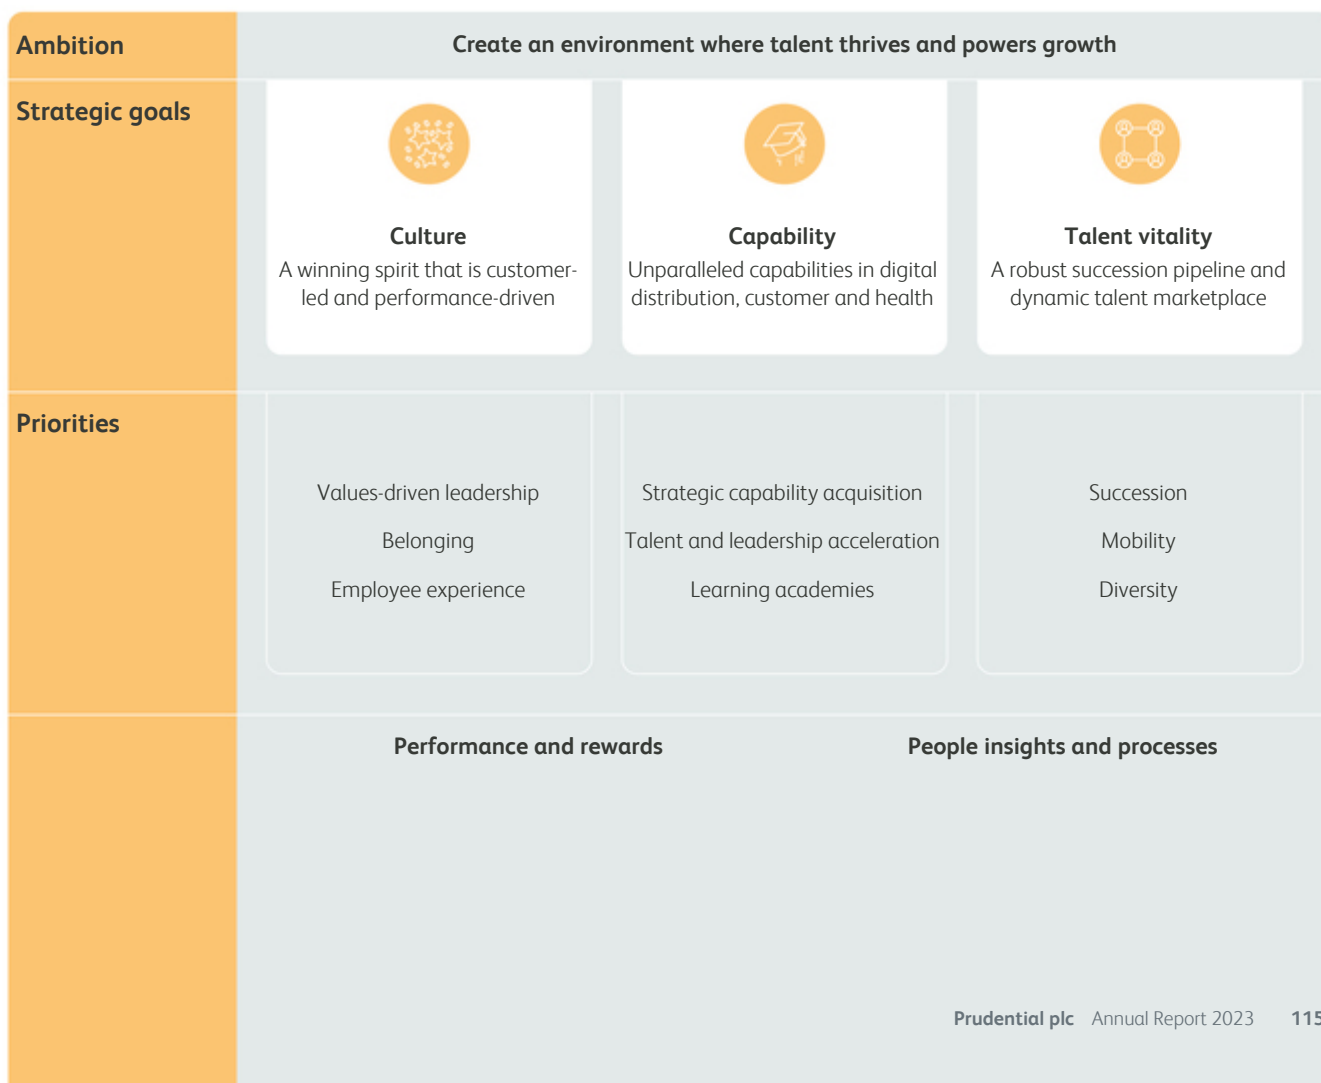 Ambition
Create an environment where talent thrives and powers growth
Strategic goals
Culture
A winning spirit that is customer-
led and performance-driven
Capability
Unparalleled capabilities in digital
distribution, customer and health
Talent vitality
A robust succession pipeline and
dynamic talent marketplace
Priorities
Values-driven leadership
Belonging
Employee experience
Strategic capability acquisition
Talent and leadership acceleration
Learning academies
Succession
Mobility
Diversity
Performance and rewards
People insights and processes
Prudential plc Annual Report 2023 115